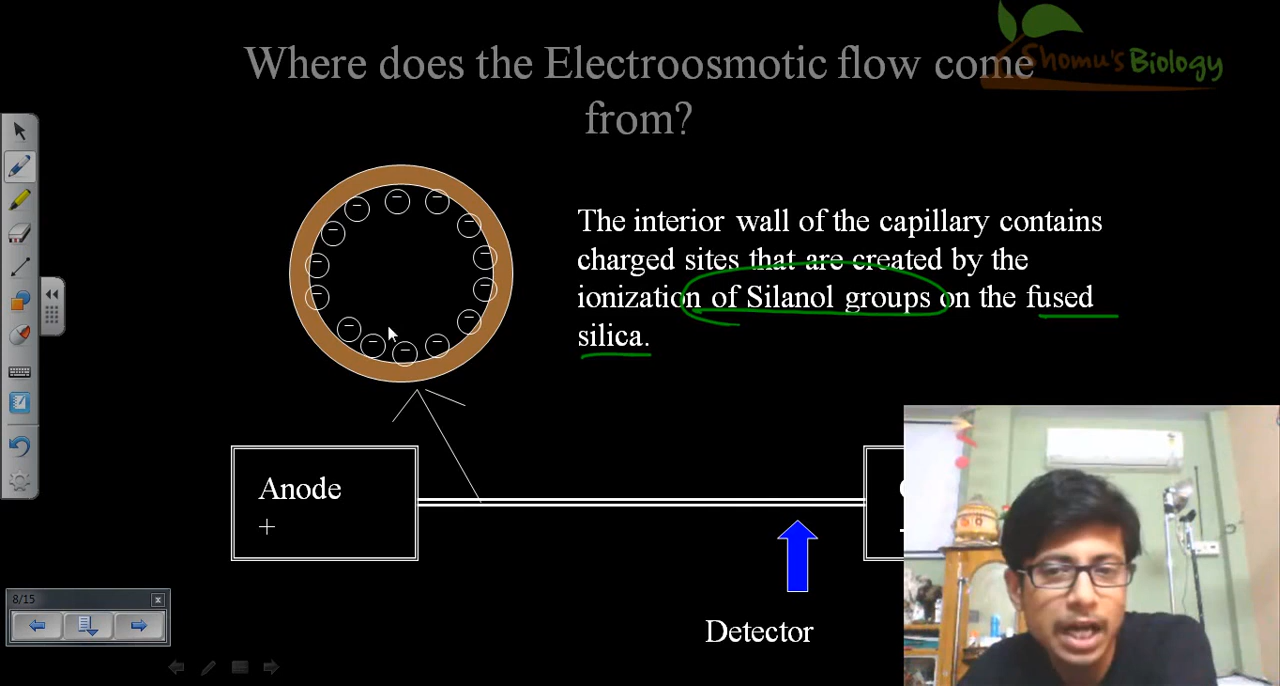 Where does the Electroosmotic flow come
from?
Shomu's Biology
The interior wall of the capillary contains
charged sites that are created by the
ionization of Silanol groups on the fused
silica.
Anode
+
Detector
8/15